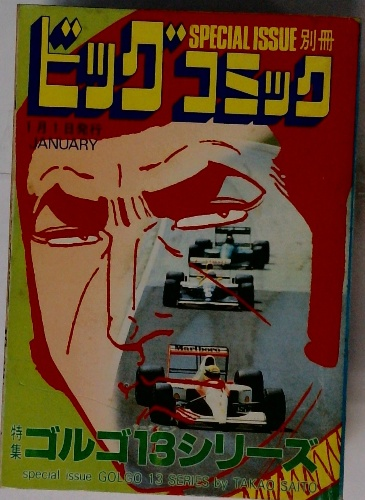 SPECIAL ISSUE 別冊
ビッグコミック
1月1日発行
JANUARY
Marlboro
特集
ゴルゴ13シリーズ
special issue GOLGO 13 SERIES by TAKAO SAITO